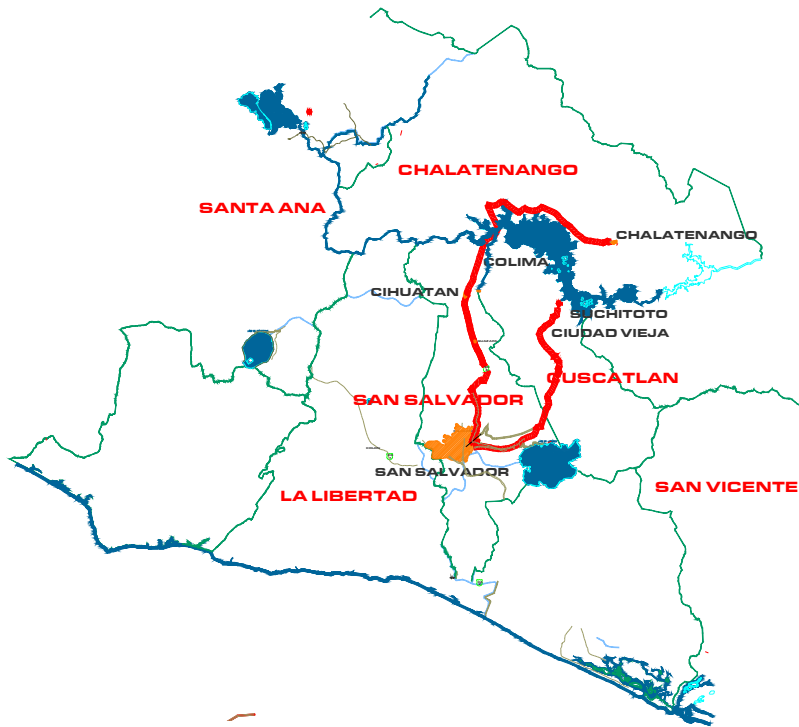 CHALATENANGO
SANTA ANA
CHALATENANGO
COLIMA
CIHUATAN
SUCHITOTO
CIUDAD VIEJA
CUSCATLAN
SAN SALVADOR
SAN SALVADOR
SAN VICENTE
LA LIBERTAD